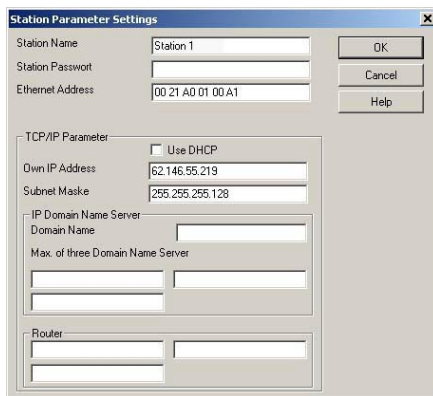 Station Parameter Settings
Station Name Station 1 OK
Station Passwort Cancel
Ethernet Address 00 21 A0 01 00 A1 Help
TCP/IP Parameter
Use DHCP
Own IP Address 62.146.55.219
Subnet Maske 255.255.255.128
IP Domain Name Server
Domain Name
Max. of three Domain Name Server
Router